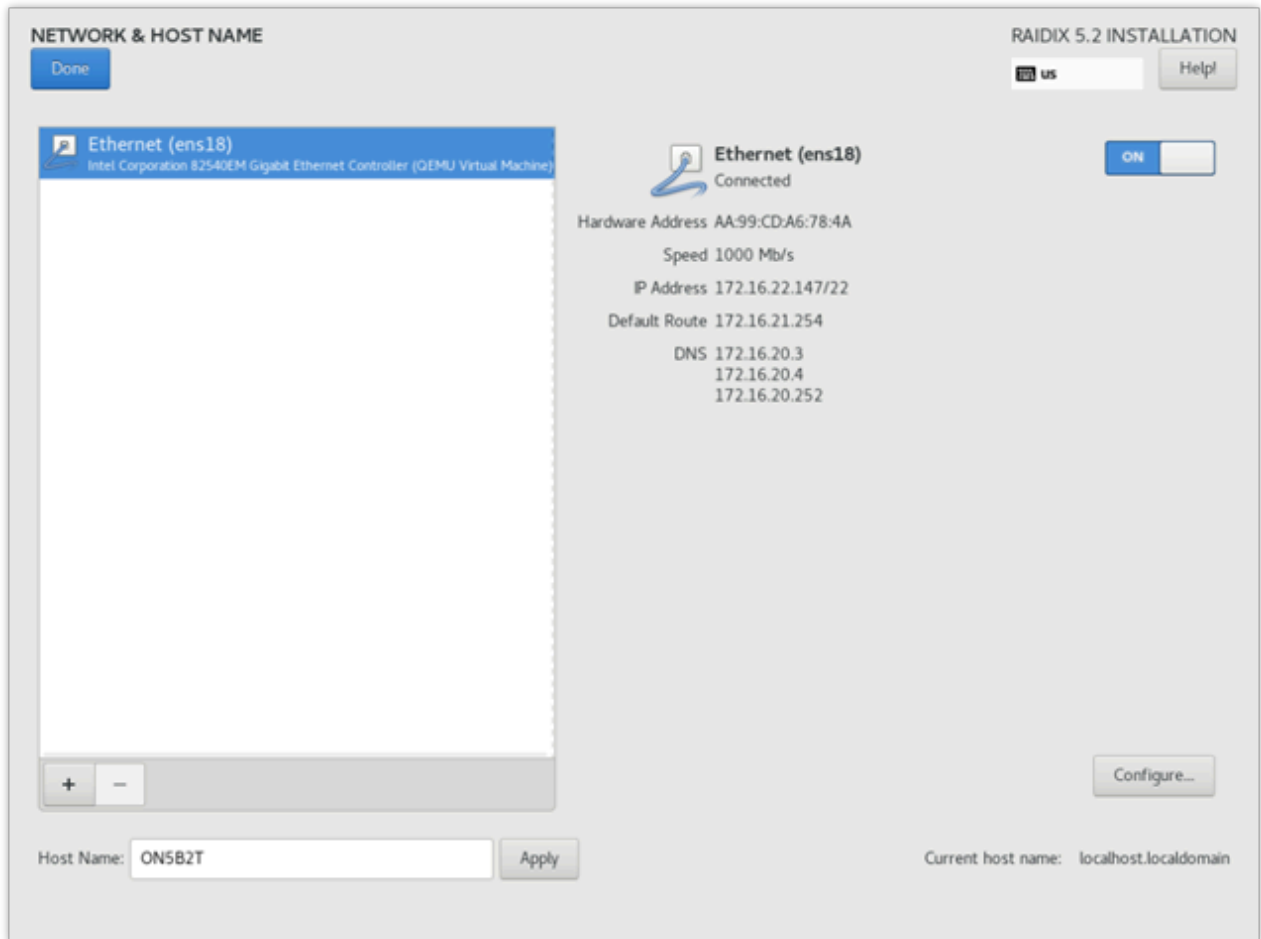 NETWORK & HOST NAME
RAIDIX 5.2 INSTALLATION
Done
us
Help!
Ethernet (ens18)
Intel Corporation 82540EM Gigabit Ethernet Controller (QEMU Virtual Machine)
Ethernet (ens18)
Connected
ON
Hardware Address AA:99:CD:A6:78:4A
Speed 1000 Mb/s
IP Address 172.16.22.147/22
Default Route 172.16.21.254
DNS 172.16.20.3
172.16.20.4
172.16.20.252
+ −
Configure...
Host Name: ON5B2T
Apply
Current host name: localhost.localdomain